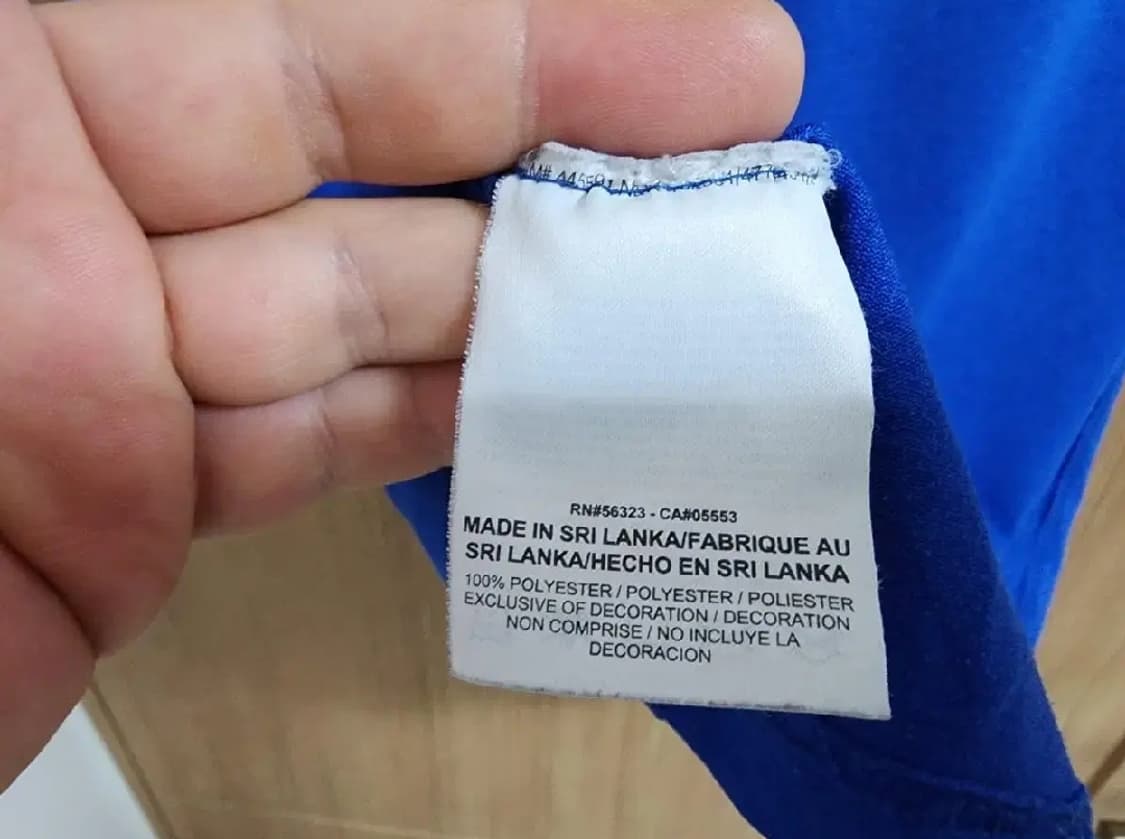 RN#56323 - CA#05553
MADE IN SRI LANKA/FABRIQUE AU
SRI LANKA/HECHO EN SRI LANKA
100% POLYESTER / POLYESTER / POLIESTER
EXCLUSIVE OF DECORATION / DECORATION
NON COMPRISE / NO INCLUYE LA
DECORACION